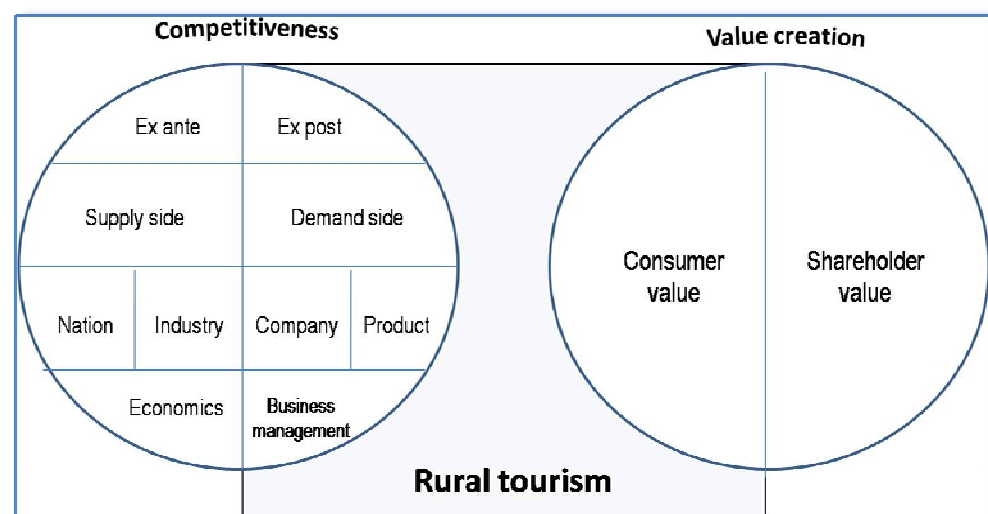 Competitiveness
Value creation
Ex ante
Ex post
Supply side
Demand side
Consumer
value
Shareholder
value
Nation
Industry
Company
Product
Economics
Business
management
Rural tourism